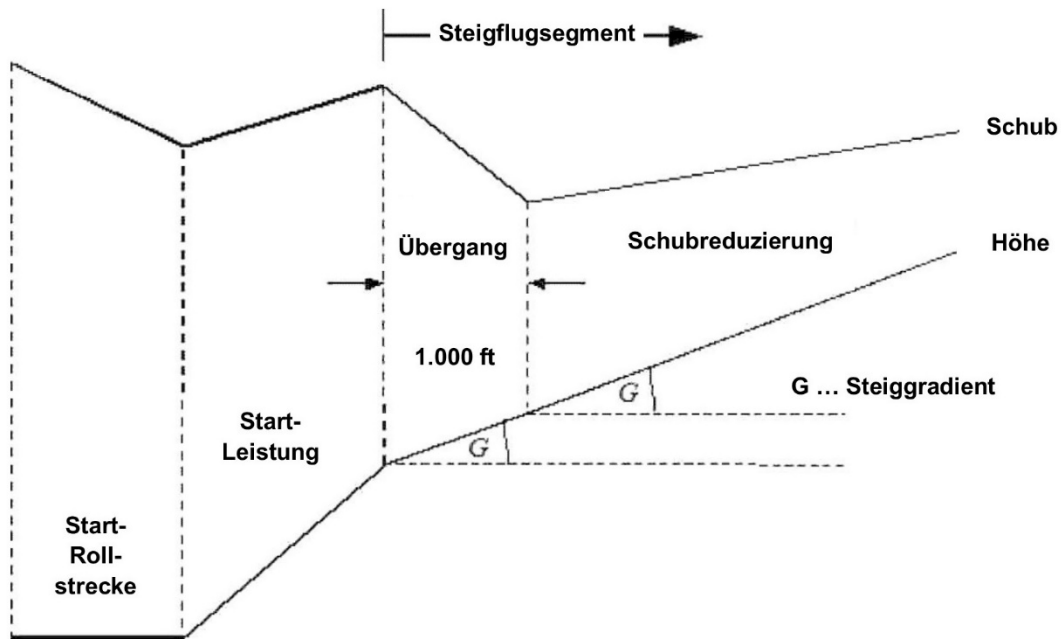 Steigflugsegment
Schub
Übergang
Schubreduzierung
Höhe
1.000 ft
G
G … Steiggradient
Start-
Leistung
G
Start-
Roll-
strecke